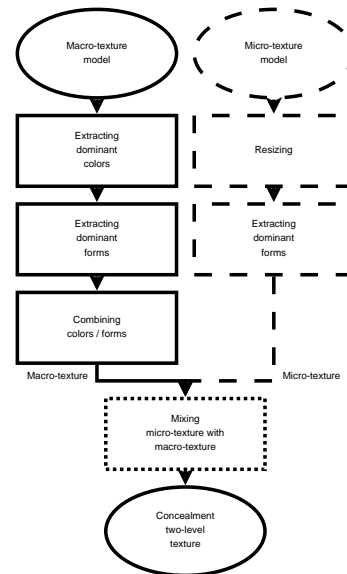 Macro-texture
model
Micro-texture
model
Extracting
dominant
colors
Resizing
Extracting
dominant
forms
Extracting
dominant
forms
Combining
colors / forms
Macro-texture
Micro-texture
Mixing
micro-texture with
macro-texture
Concealment
two-level
texture